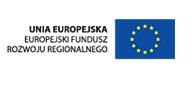 UNIA EUROPEJSKA
EUROPEJSKI FUNDUSZ
ROZWOJU REGIONALNEGO